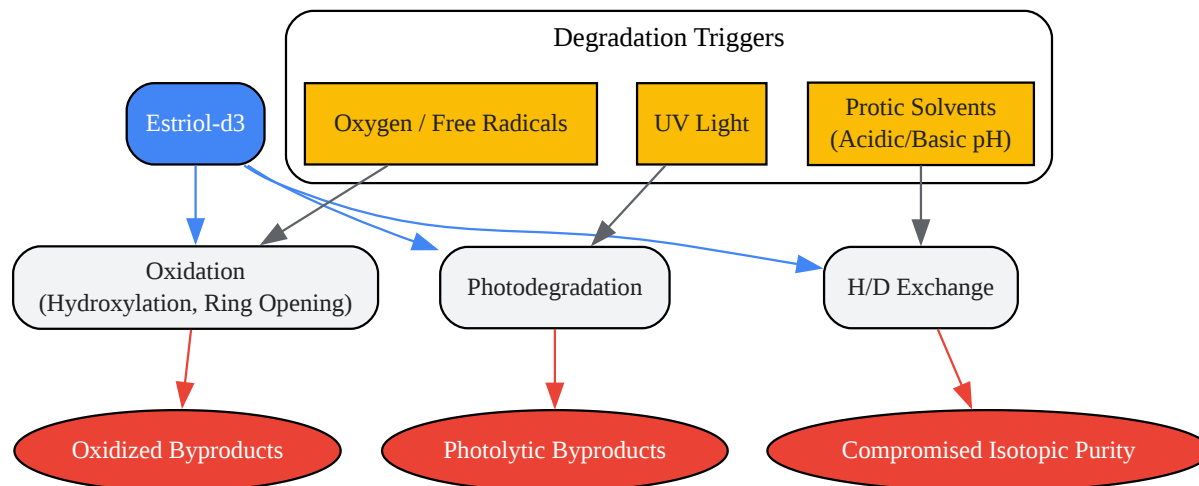 Degradation Triggers
Estriol-d3
Oxygen / Free Radicals
UV Light
Protic Solvents
(Acidic/Basic pH)
Oxidation
(Hydroxylation, Ring Opening)
Photodegradation
H/D Exchange
Oxidized Byproducts
Photolytic Byproducts
Compromised Isotopic Purity